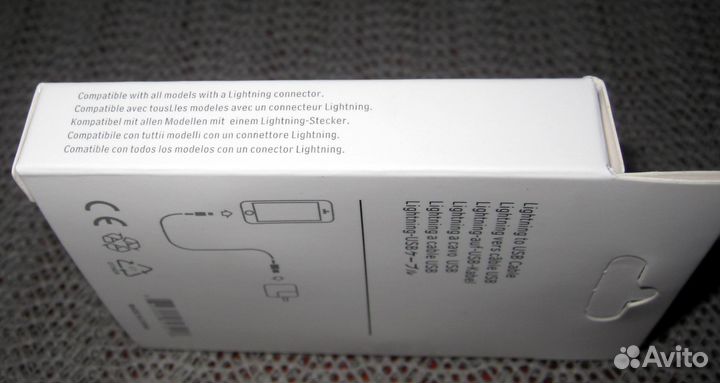 Compatible with all models with a Lightning connector.
Compatible avec tousLles modeles avec un connecteur Lightning.
Kompatibel mit allen Modellen mit einem Lightning-Stecker.
Compatibile con tuttii modelli con un connettore Lightning.
Comatible con todos los modelos con un conector Lightning.
Lightning to USB Cable
Lightning vers câble USB
Lightning-auf-USB-Kabel
Lightning a cavo USB
Lightning a cable USB
Lightning-USBケーブル
CE
Avito